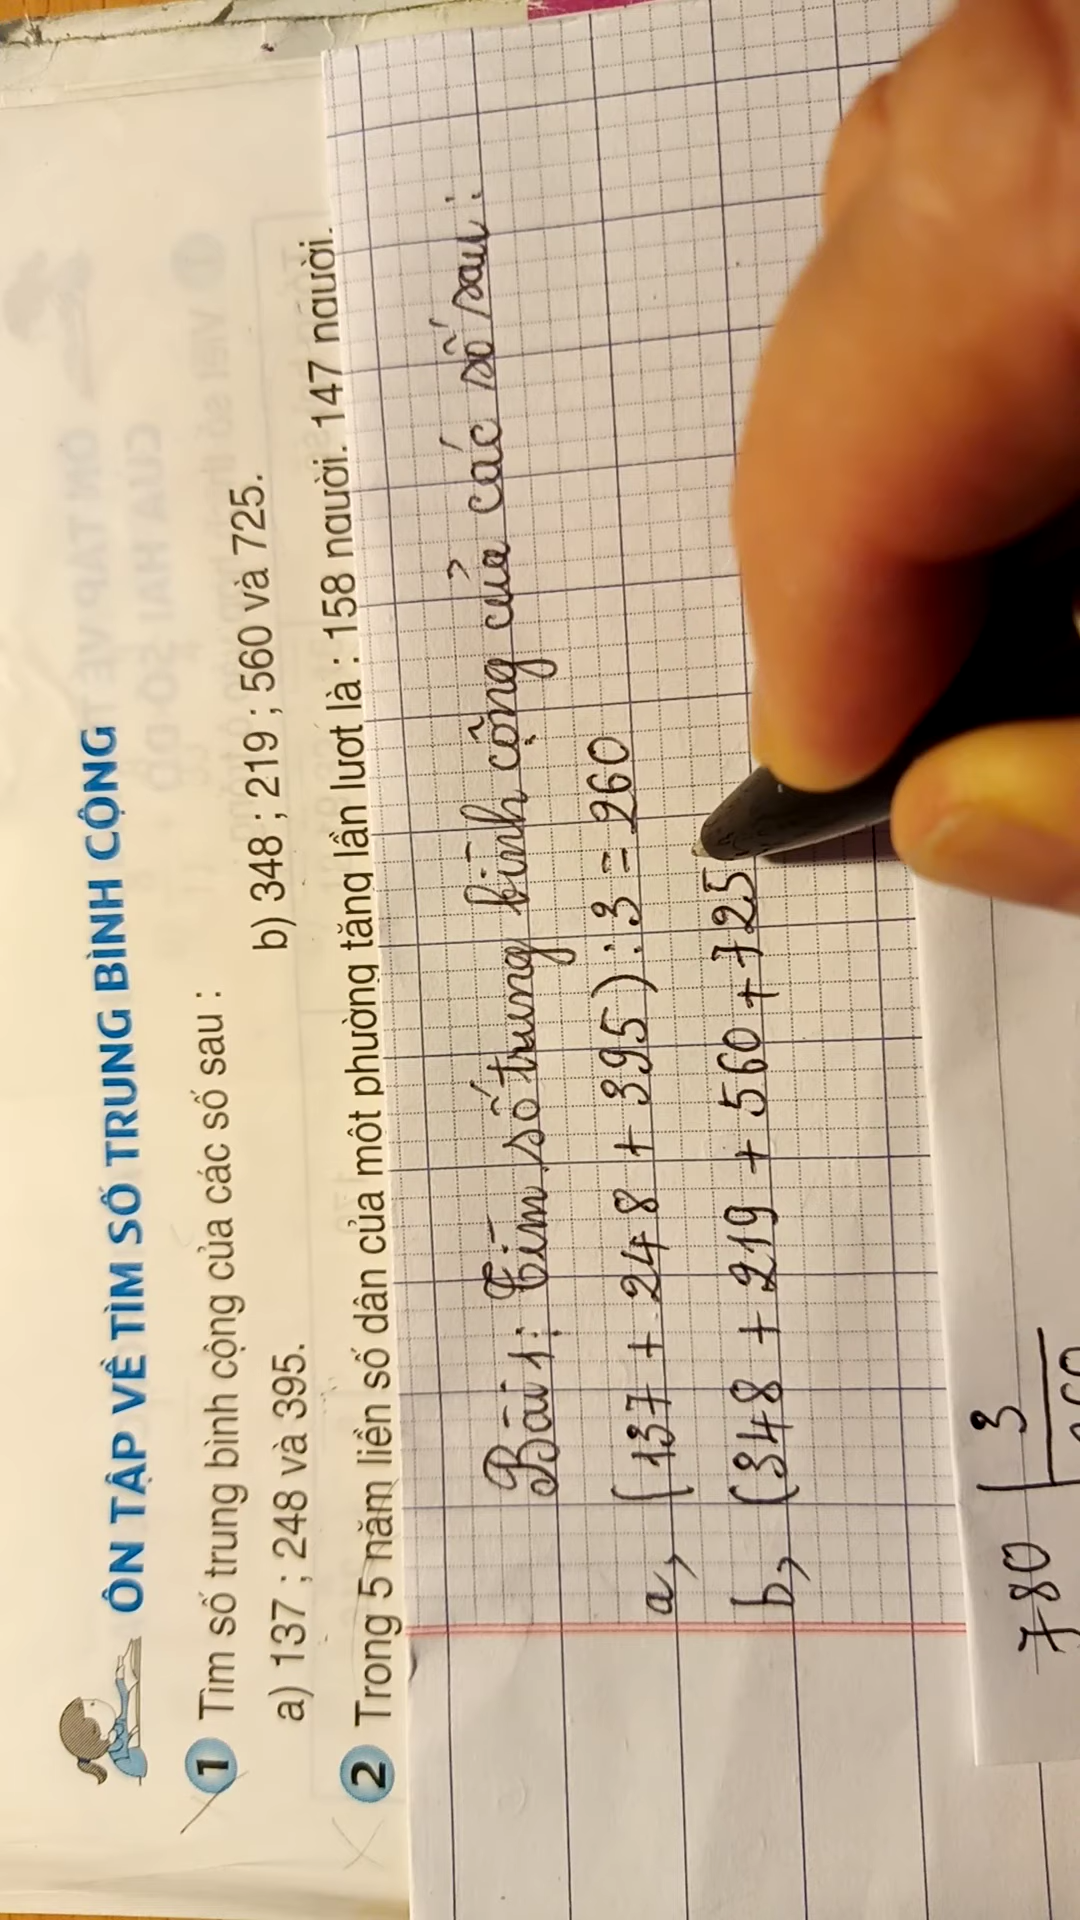 ÔN TẬP VỀ TÌM SỐ TRUNG BÌNH CỘNG
1 Tìm số trung bình cộng của các số sau :
a) 137 ; 248 và 395.
b) 348 ; 219 ; 560 và 725.
2 Trong 5 năm liền số dân của một phường tăng lần lượt là : 158 người, 147 người,
Bài 1: Tìm số trung bình cộng của các số sau:
a, (137 + 248 + 395) : 3 = 260
b, (348 + 219 + 560 + 725
780 3